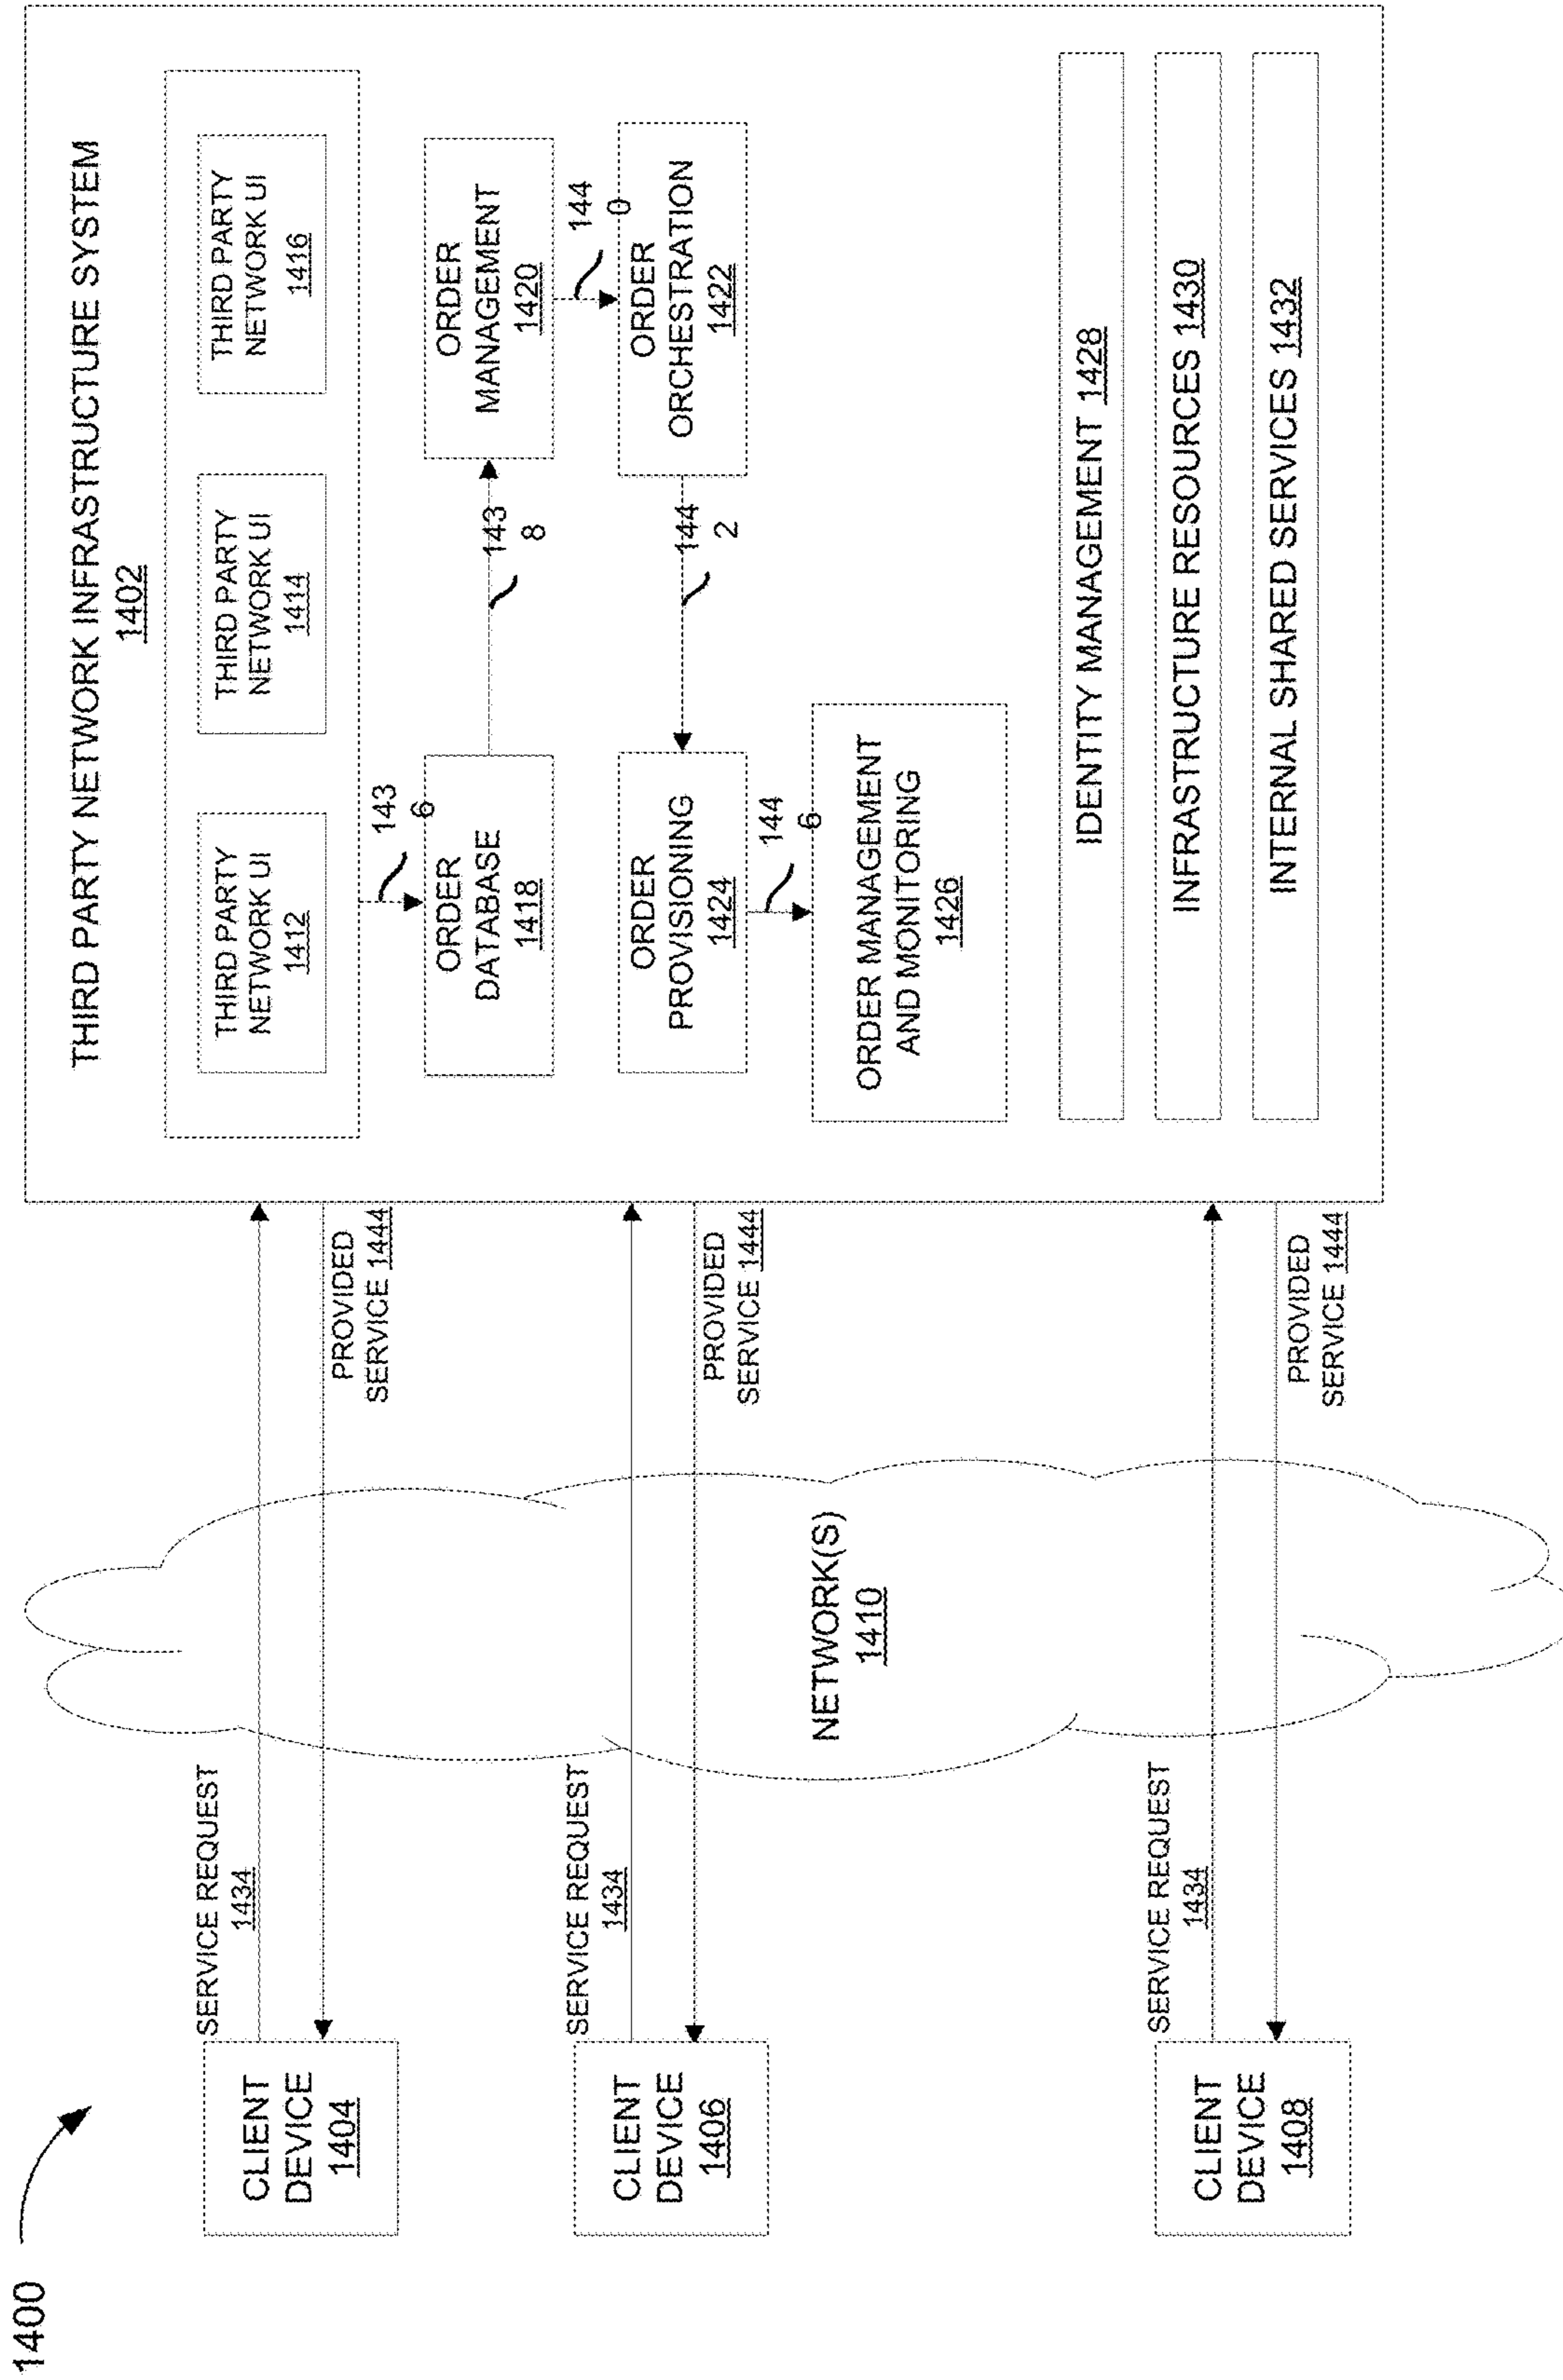 1400
CLIENT
DEVICE
1404
CLIENT
DEVICE
1406
CLIENT
DEVICE
1408
SERVICE REQUEST
1434
SERVICE REQUEST
1434
SERVICE REQUEST
1434
NETWORK(S)
1410
PROVIDED
SERVICE 1444
PROVIDED
SERVICE 1444
PROVIDED
SERVICE 1444
THIRD PARTY NETWORK INFRASTRUCTURE SYSTEM
1402
THIRD PARTY
NETWORK UI
1412
THIRD PARTY
NETWORK UI
1414
THIRD PARTY
NETWORK UI
1416
143
6
ORDER
DATABASE
1418
143
8
ORDER
MANAGEMENT
1420
144
0
ORDER
ORCHESTRATION
1422
144
2
ORDER
PROVISIONING
1424
144
6
ORDER MANAGEMENT
AND MONITORING
1426
IDENTITY MANAGEMENT 1428
INFRASTRUCTURE RESOURCES 1430
INTERNAL SHARED SERVICES 1432